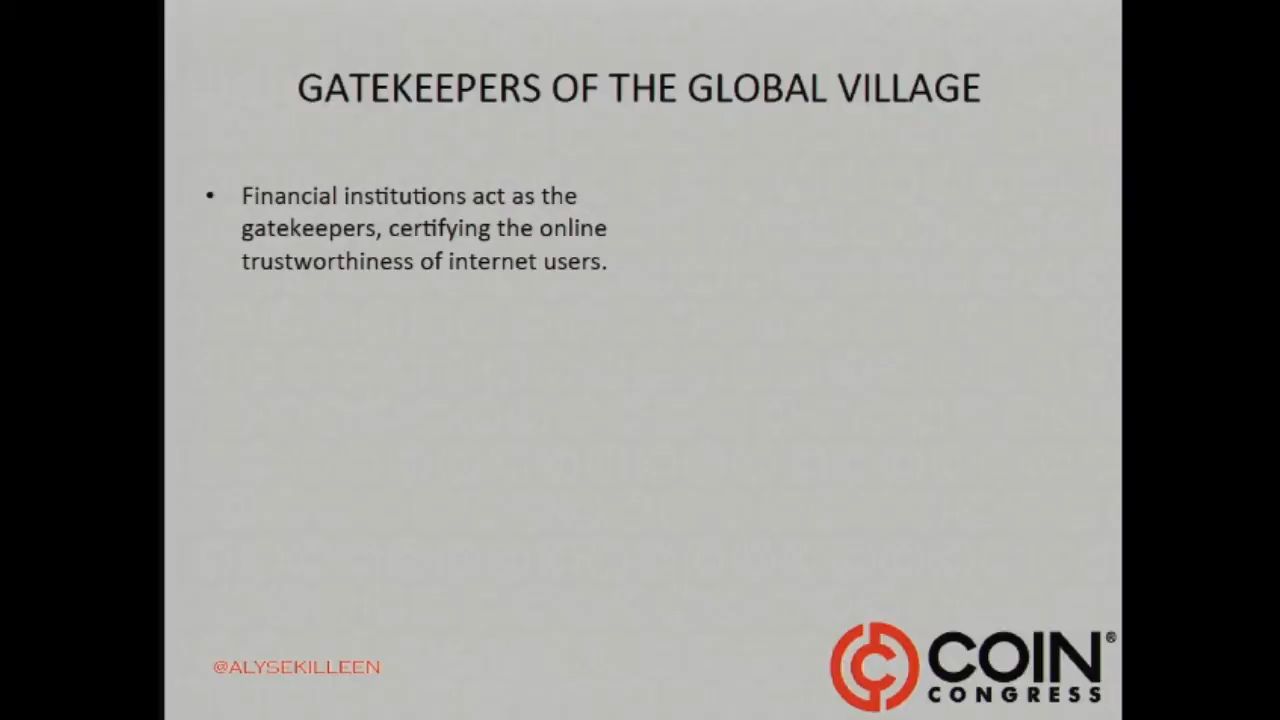 GATEKEEPERS OF THE GLOBAL VILLAGE
• Financial institutions act as the
gatekeepers, certifying the online
trustworthiness of internet users.
@ALYSEKILLEEN
COIN®
CONGRESS